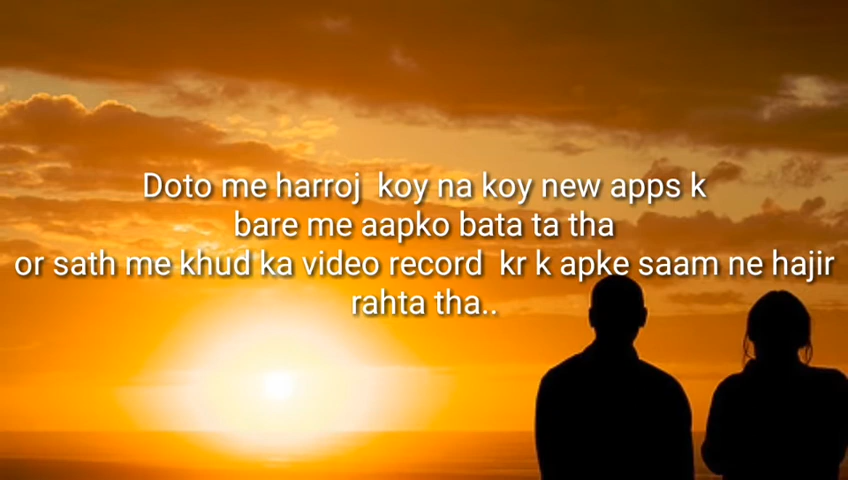 Doto me harroj koy na koy new apps k
bare me aapko bata ta tha
or sath me khud ka video record kr k apke saam ne hajir
rahta tha..